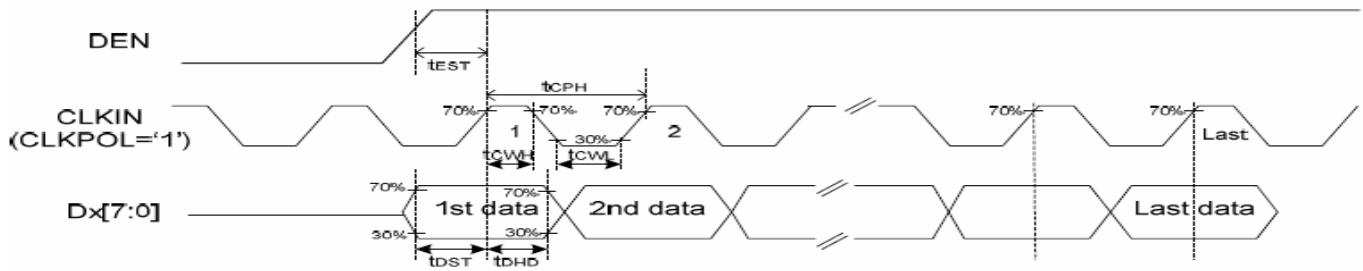 DEN
tEST
tCPH
CLKIN
(CLKPOL='1')
70% 70% 70% 70% 70%
1 2 Last
30%
tCWH tCWL
Dx[7:0]
70% 70%
1st data 2nd data Last data
30% 30%
tDST tDHD